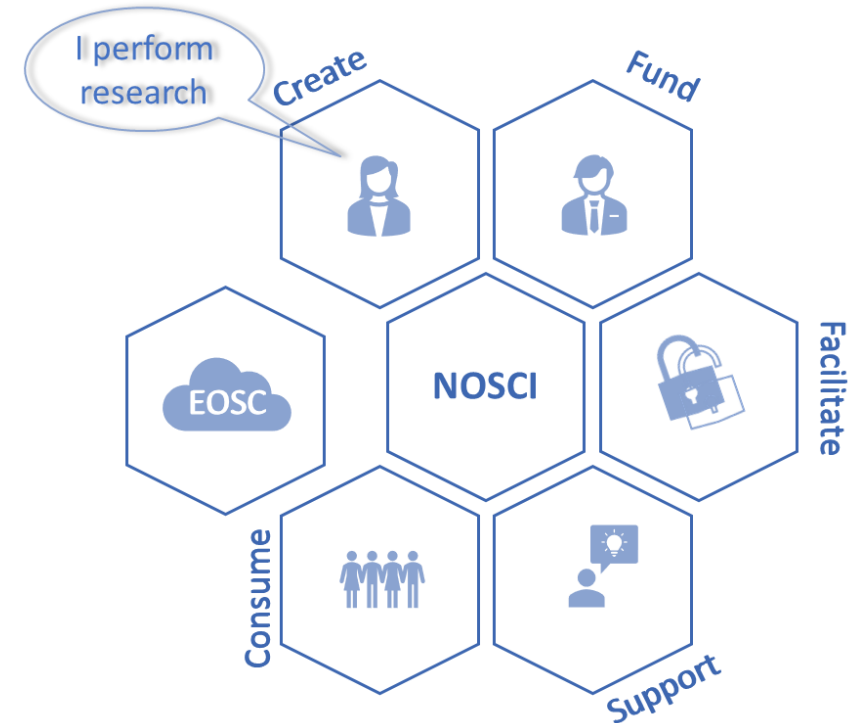 I perform
research
Create
Fund
Facilitate
EOSC
NOSCI
Consume
Support